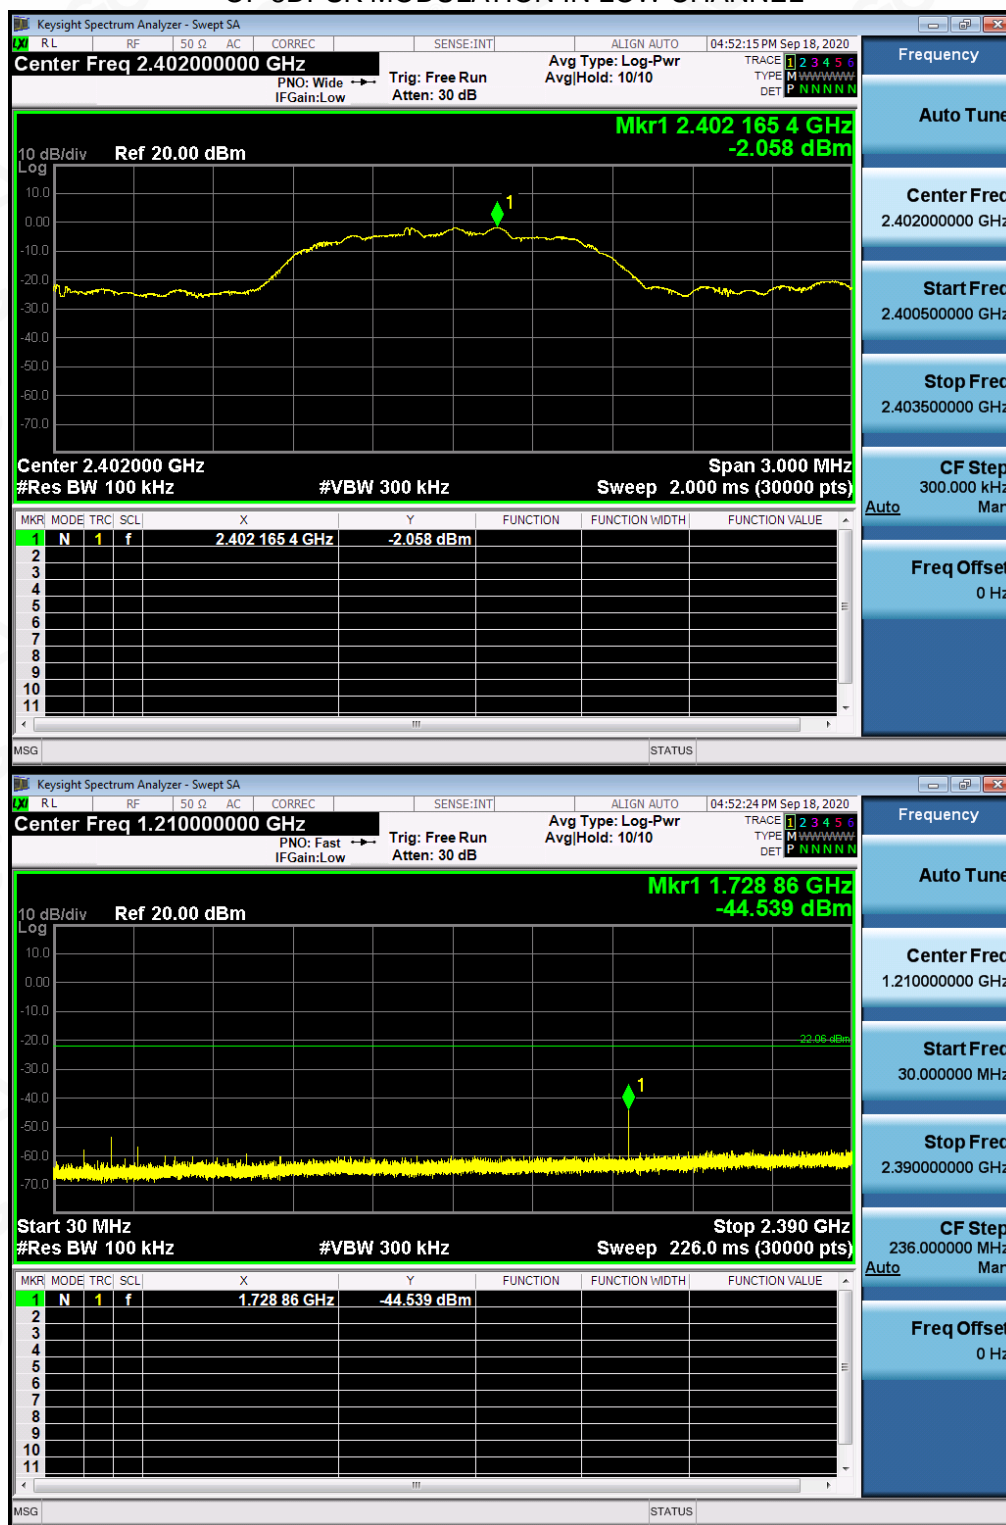 OF 8DPSK MODULATION IN LOW CHANNEL
Keysight Spectrum Analyzer - Swept SA
LXI RL RF 50 Ω AC CORREC SENSE:INT ALIGN AUTO 04:52:15 PM Sep 18, 2020
Center Freq 2.402000000 GHz
PNO: Wide
IFGain:Low
Trig: Free Run
Atten: 30 dB
Avg Type: Log-Pwr
Avg|Hold: 10/10
TRACE 1 2 3 4 5 6
TYPE M WWWWW
DET P N N N N N
Mkr1 2.402 165 4 GHz
-2.058 dBm
10 dB/div Ref 20.00 dBm
Log
10.0
1
0.00
-10.0
-20.0
-30.0
-40.0
-50.0
-60.0
-70.0
Center 2.402000 GHz Span 3.000 MHz
#Res BW 100 kHz #VBW 300 kHz Sweep 2.000 ms (30000 pts)
MKR MODE TRC SCL X Y FUNCTION FUNCTION WIDTH FUNCTION VALUE
1 N 1 f 2.402 165 4 GHz -2.058 dBm
2
3
4
5
6
7
8
9
10
11
MSG STATUS
Frequency
Auto Tune
Center Freq
2.402000000 GHz
Start Freq
2.400500000 GHz
Stop Freq
2.403500000 GHz
CF Step
300.000 kHz
Auto Man
Freq Offset
0 Hz
Keysight Spectrum Analyzer - Swept SA
LXI RL RF 50 Ω AC CORREC SENSE:INT ALIGN AUTO 04:52:24 PM Sep 18, 2020
Center Freq 1.210000000 GHz
PNO: Fast
IFGain:Low
Trig: Free Run
Atten: 30 dB
Avg Type: Log-Pwr
Avg|Hold: 10/10
TRACE 1 2 3 4 5 6
TYPE M WWWWW
DET P N N N N N
Mkr1 1.728 86 GHz
-44.539 dBm
10 dB/div Ref 20.00 dBm
Log
10.0
0.00
-10.0
-20.0
-22.06 dBm
-30.0
1
-40.0
-50.0
-60.0
-70.0
Start 30 MHz Stop 2.390 GHz
#Res BW 100 kHz #VBW 300 kHz Sweep 226.0 ms (30000 pts)
MKR MODE TRC SCL X Y FUNCTION FUNCTION WIDTH FUNCTION VALUE
1 N 1 f 1.728 86 GHz -44.539 dBm
2
3
4
5
6
7
8
9
10
11
MSG STATUS
Frequency
Auto Tune
Center Freq
1.210000000 GHz
Start Freq
30.000000 MHz
Stop Freq
2.390000000 GHz
CF Step
236.000000 MHz
Auto Man
Freq Offset
0 Hz